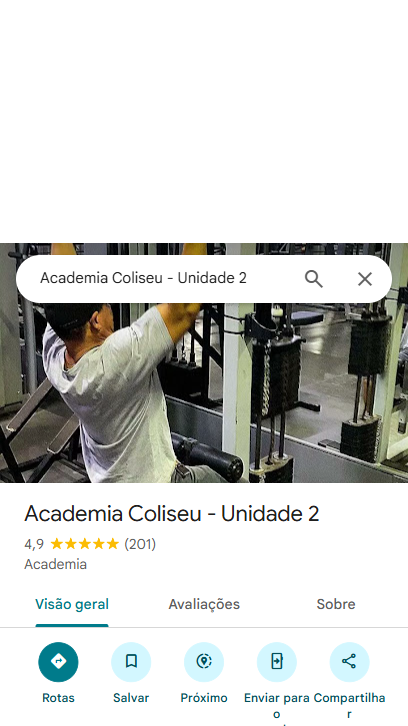 Academia Coliseu - Unidade 2
Academia Coliseu - Unidade 2
4,9 (201)
Academia
Visão geral Avaliações Sobre
Rotas Salvar Próximo Enviar para o Compartilhar